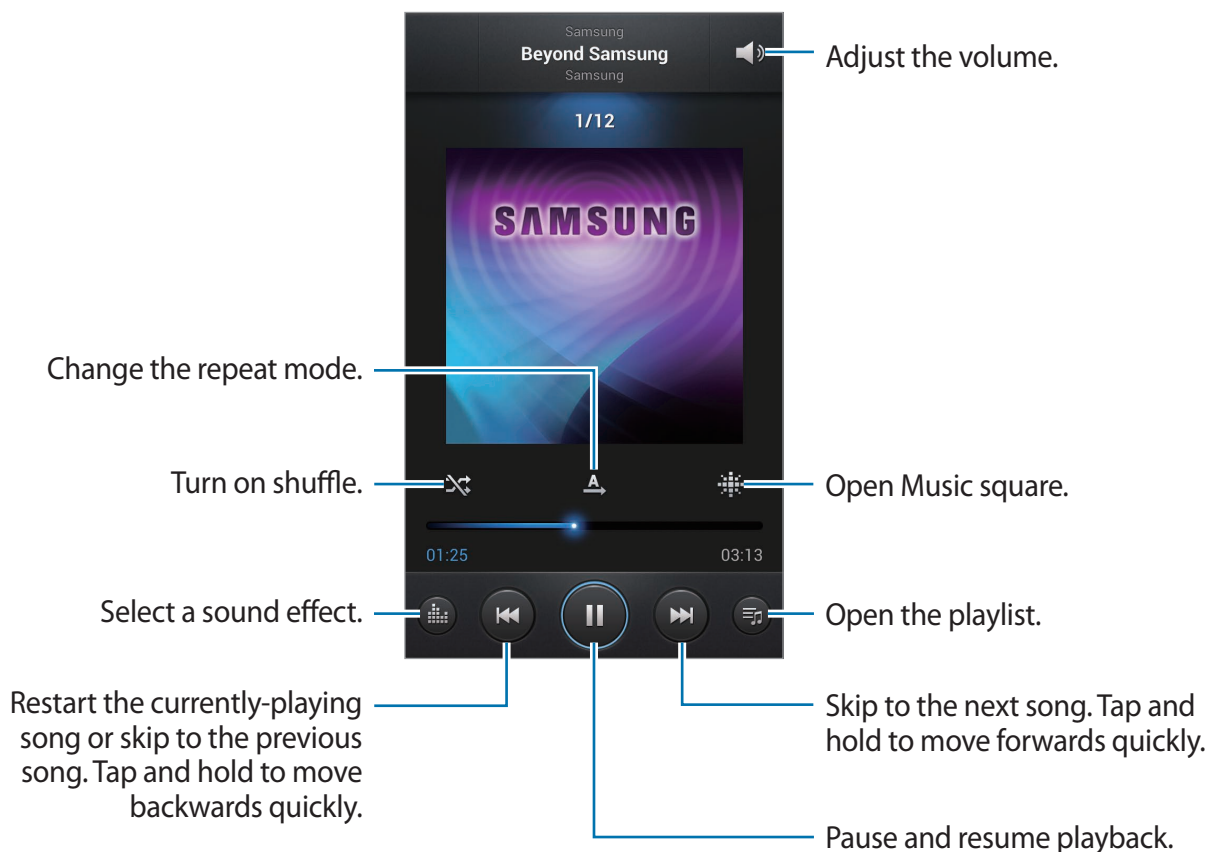 Samsung
Beyond Samsung
Samsung
Adjust the volume.
1/12
SAMSUNG
Change the repeat mode.
A
Turn on shuffle.
Open Music square.
01:25
03:13
Select a sound effect.
Open the playlist.
Restart the currently-playing
song or skip to the previous
song. Tap and hold to move
backwards quickly.
Skip to the next song. Tap and
hold to move forwards quickly.
Pause and resume playback.